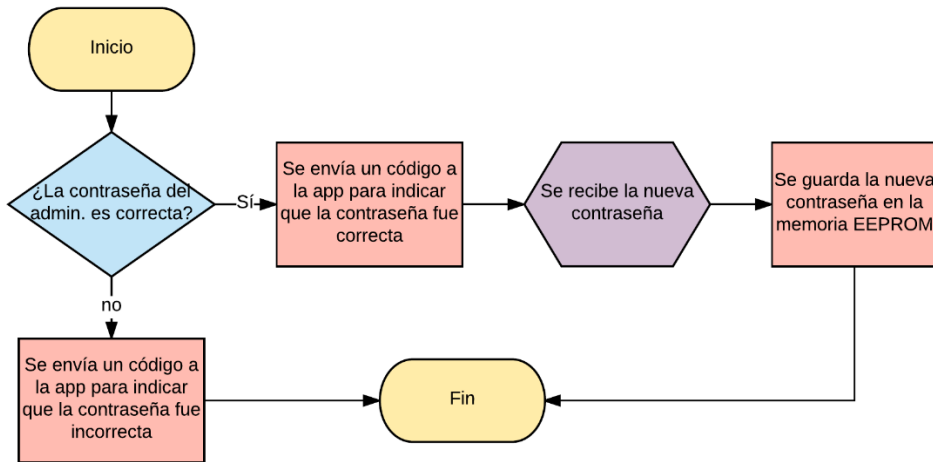 Inicio
¿La contraseña del
admin. es correcta?
Sí
Se envía un código a
la app para indicar
que la contraseña fue
correcta
Se recibe la nueva
contraseña
Se guarda la nueva
contraseña en la
memoria EEPROM
no
Se envía un código a
la app para indicar
que la contraseña fue
incorrecta
Fin